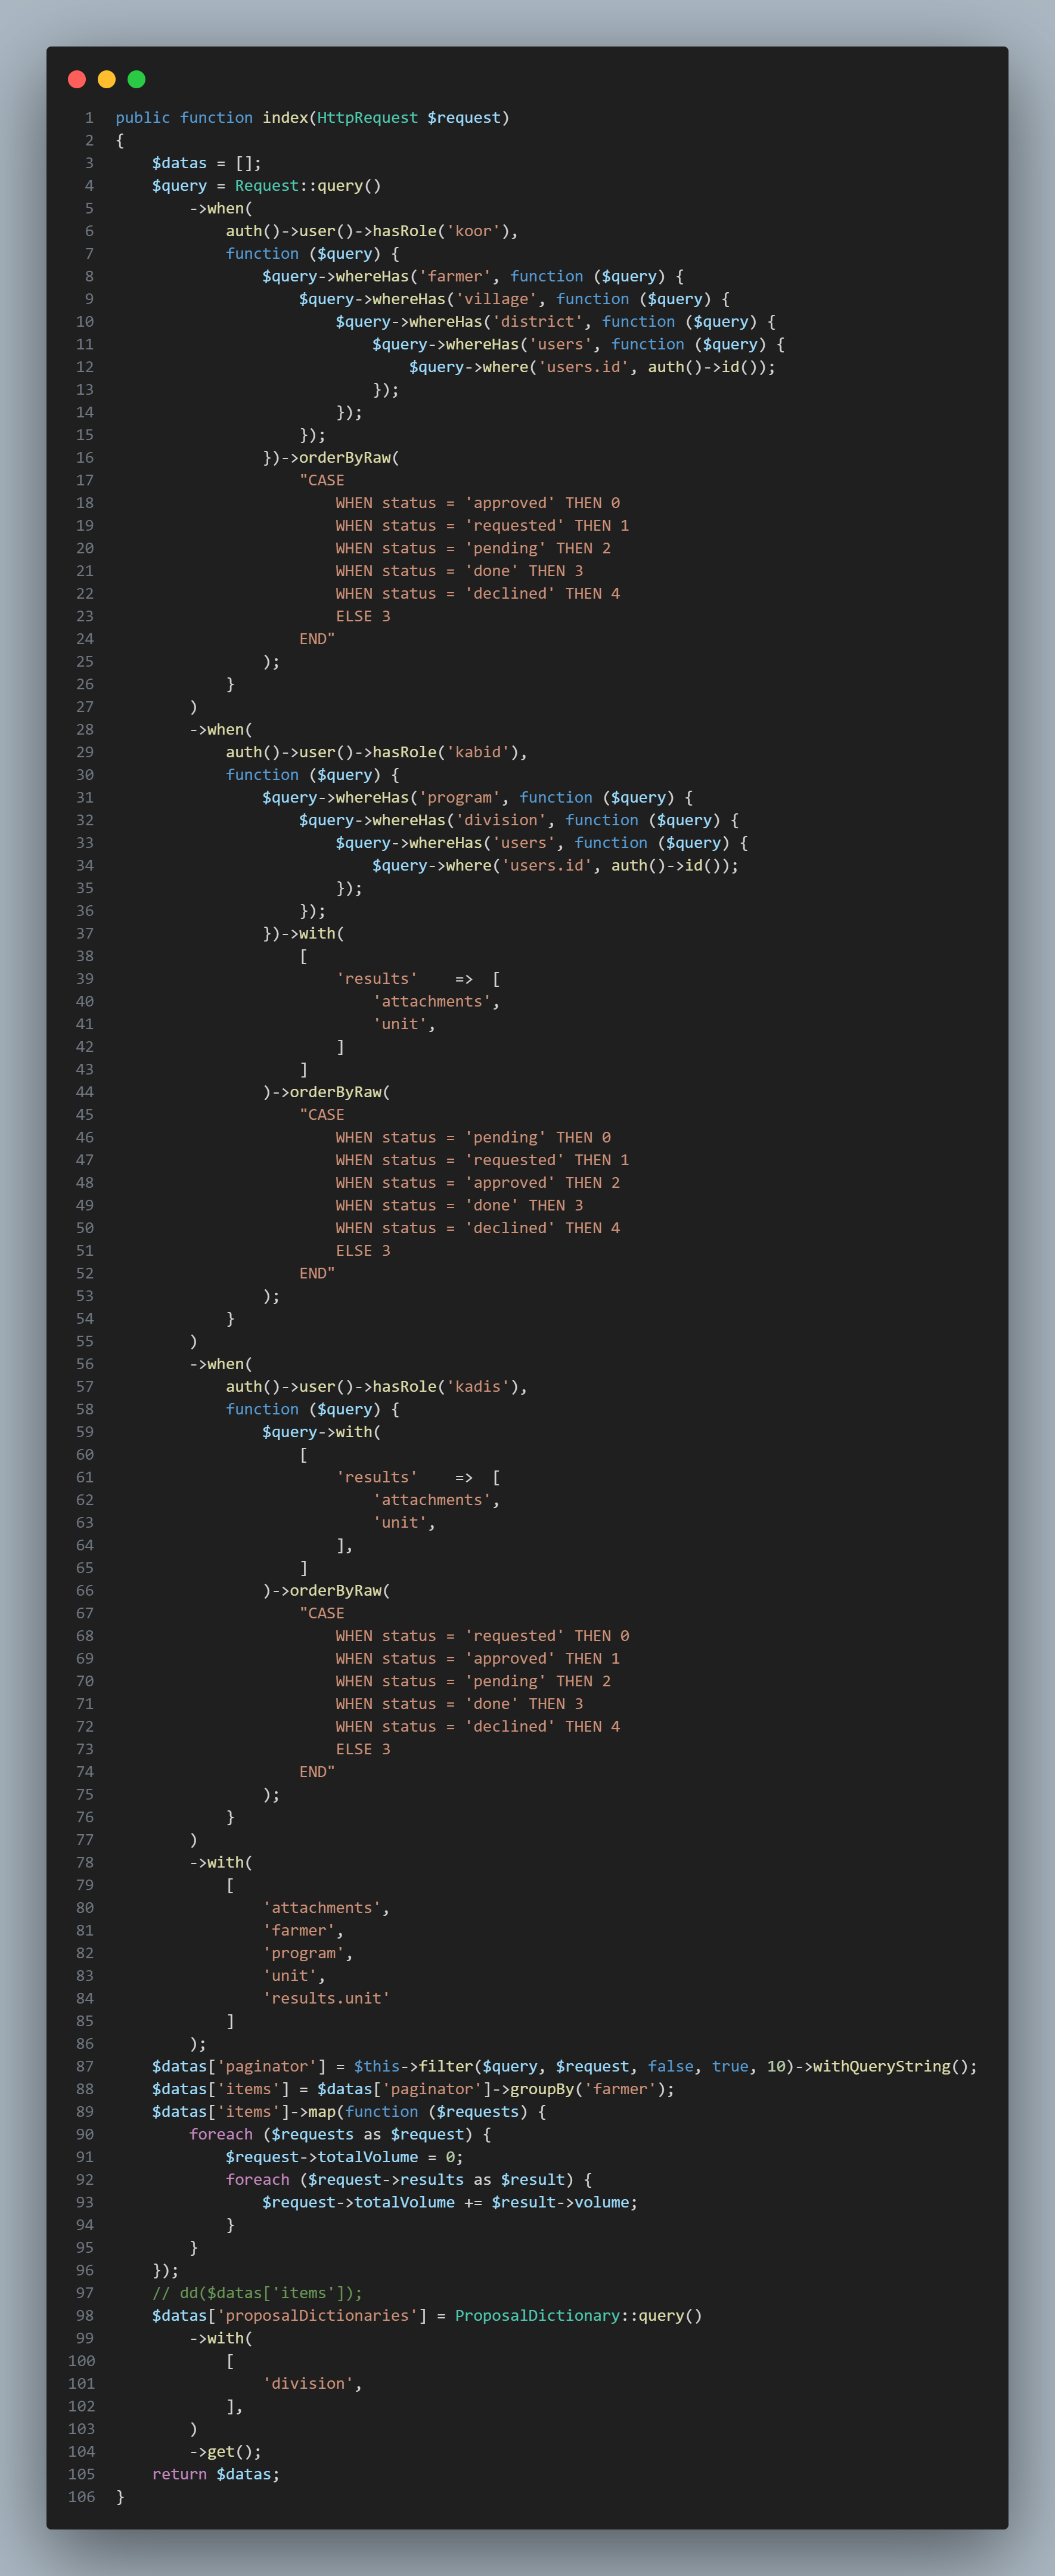 1 public function index(HttpRequest $request)
2 {
3     $datas = [];
4     $query = Request::query()
5         ->when(
6             auth()->user()->hasRole('koor'),
7             function ($query) {
8                 $query->whereHas('farmer', function ($query) {
9                     $query->whereHas('village', function ($query) {
10                         $query->whereHas('district', function ($query) {
11                             $query->whereHas('users', function ($query) {
12                                 $query->where('users.id', auth()->id());
13                             });
14                         });
15                     });
16                 })->orderByRaw(
17                     "CASE
18                         WHEN status = 'approved' THEN 0
19                         WHEN status = 'requested' THEN 1
20                         WHEN status = 'pending' THEN 2
21                         WHEN status = 'done' THEN 3
22                         WHEN status = 'declined' THEN 4
23                         ELSE 3
24                     END"
25                 );
26             }
27         )
28         ->when(
29             auth()->user()->hasRole('kabid'),
30             function ($query) {
31                 $query->whereHas('program', function ($query) {
32                     $query->whereHas('division', function ($query) {
33                         $query->whereHas('users', function ($query) {
34                             $query->where('users.id', auth()->id());
35                         });
36                     });
37                 })->with(
38                     [
39                         'results'    =>  [
40                             'attachments',
41                             'unit',
42                         ]
43                     ]
44                 )->orderByRaw(
45                     "CASE
46                         WHEN status = 'pending' THEN 0
47                         WHEN status = 'requested' THEN 1
48                         WHEN status = 'approved' THEN 2
49                         WHEN status = 'done' THEN 3
50                         WHEN status = 'declined' THEN 4
51                         ELSE 3
52                     END"
53                 );
54             }
55         )
56         ->when(
57             auth()->user()->hasRole('kadis'),
58             function ($query) {
59                 $query->with(
60                     [
61                         'results'    =>  [
62                             'attachments',
63                             'unit',
64                         ],
65                     ]
66                 )->orderByRaw(
67                     "CASE
68                         WHEN status = 'requested' THEN 0
69                         WHEN status = 'approved' THEN 1
70                         WHEN status = 'pending' THEN 2
71                         WHEN status = 'done' THEN 3
72                         WHEN status = 'declined' THEN 4
73                         ELSE 3
74                     END"
75                 );
76             }
77         )
78         ->with(
79             [
80                 'attachments',
81                 'farmer',
82                 'program',
83                 'unit',
84                 'results.unit'
85             ]
86         );
87     $datas['paginator'] = $this->filter($query, $request, false, true, 10)->withQueryString();
88     $datas['items'] = $datas['paginator']->groupBy('farmer');
89     $datas['items']->map(function ($requests) {
90         foreach ($requests as $request) {
91             $request->totalVolume = 0;
92             foreach ($request->results as $result) {
93                 $request->totalVolume += $result->volume;
94             }
95         }
96     });
97     // dd($datas['items']);
98     $datas['proposalDictionaries'] = ProposalDictionary::query()
99         ->with(
100             [
101                 'division',
102             ],
103         )
104         ->get();
105     return $datas;
106 }